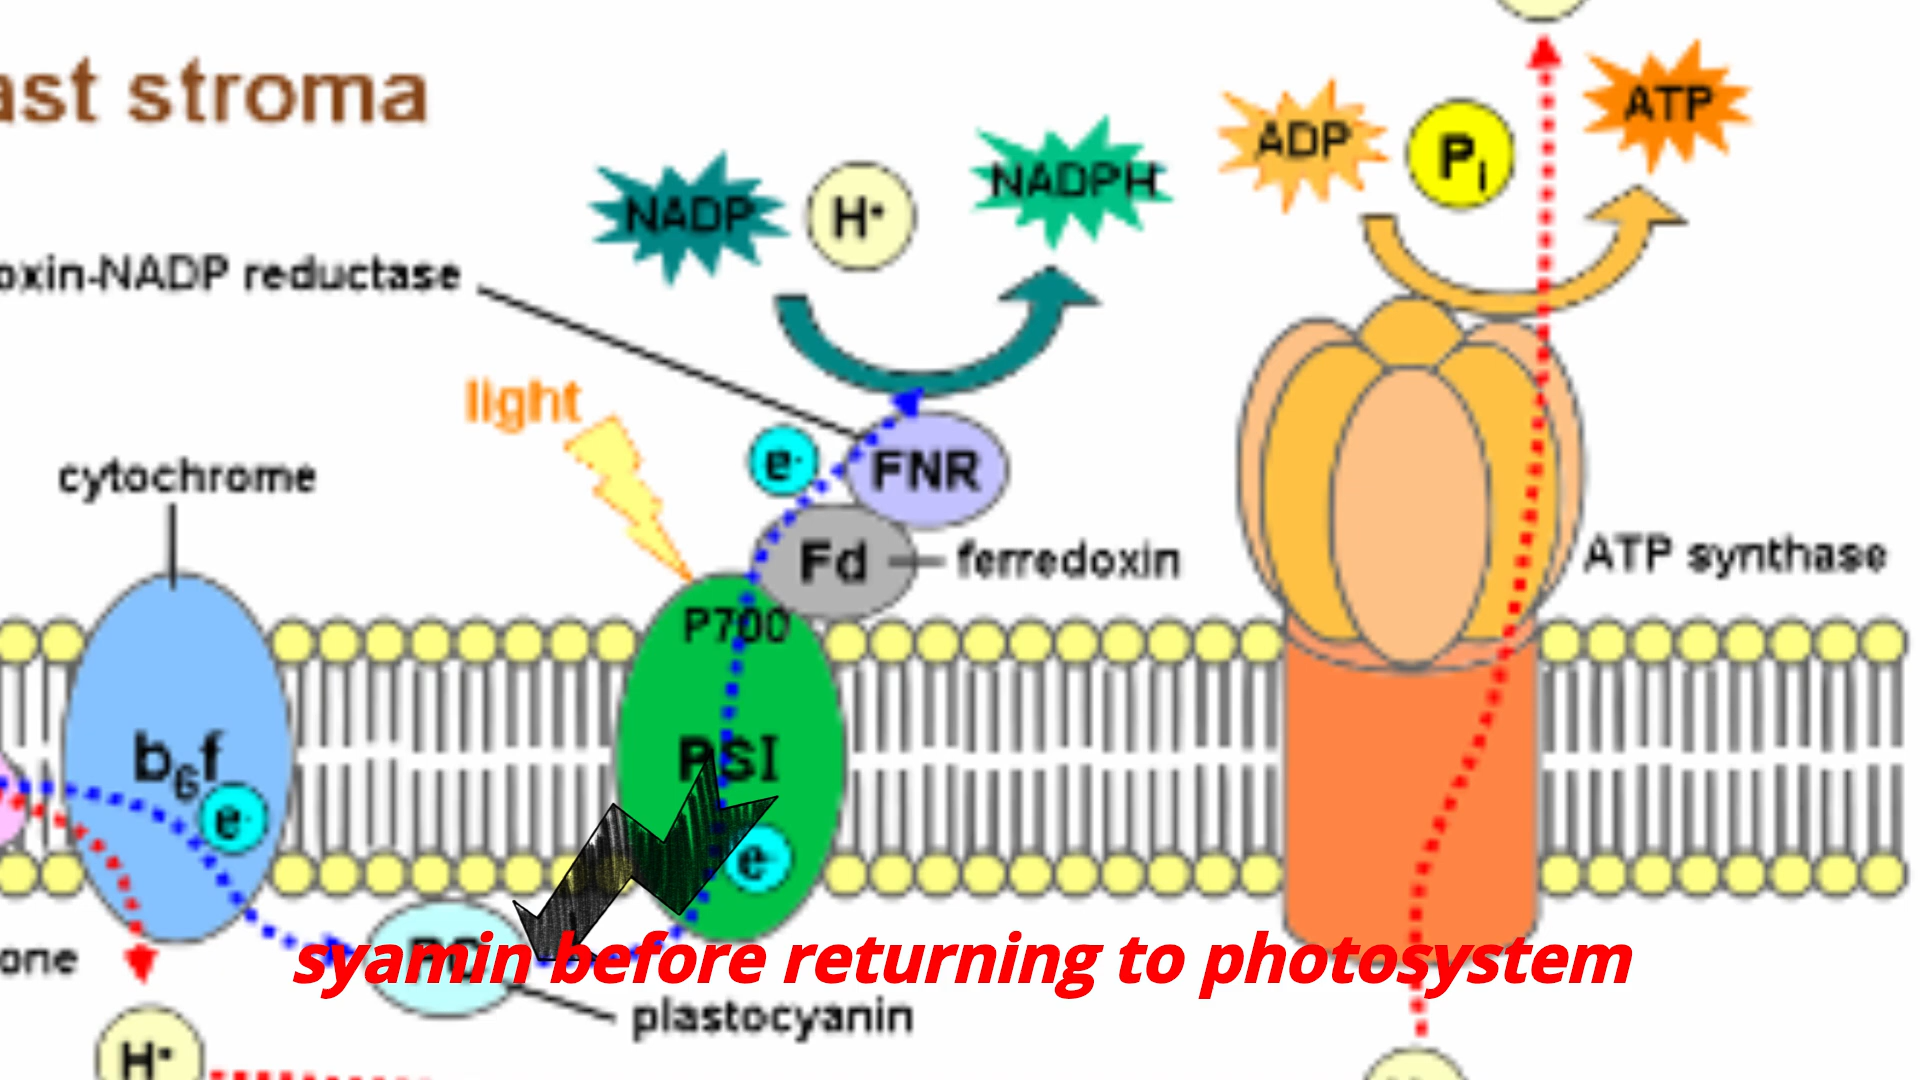 ast stroma
NADP H⁺ NADPH ADP Pi ATP
oxin-NADP reductase
light
cytochrome
e⁻ FNR
Fd ferredoxin
ATP synthase
P700
b6f
PSI
e⁻
e⁻
syamin before returning to photosystem
one
plastocyanin
H⁺